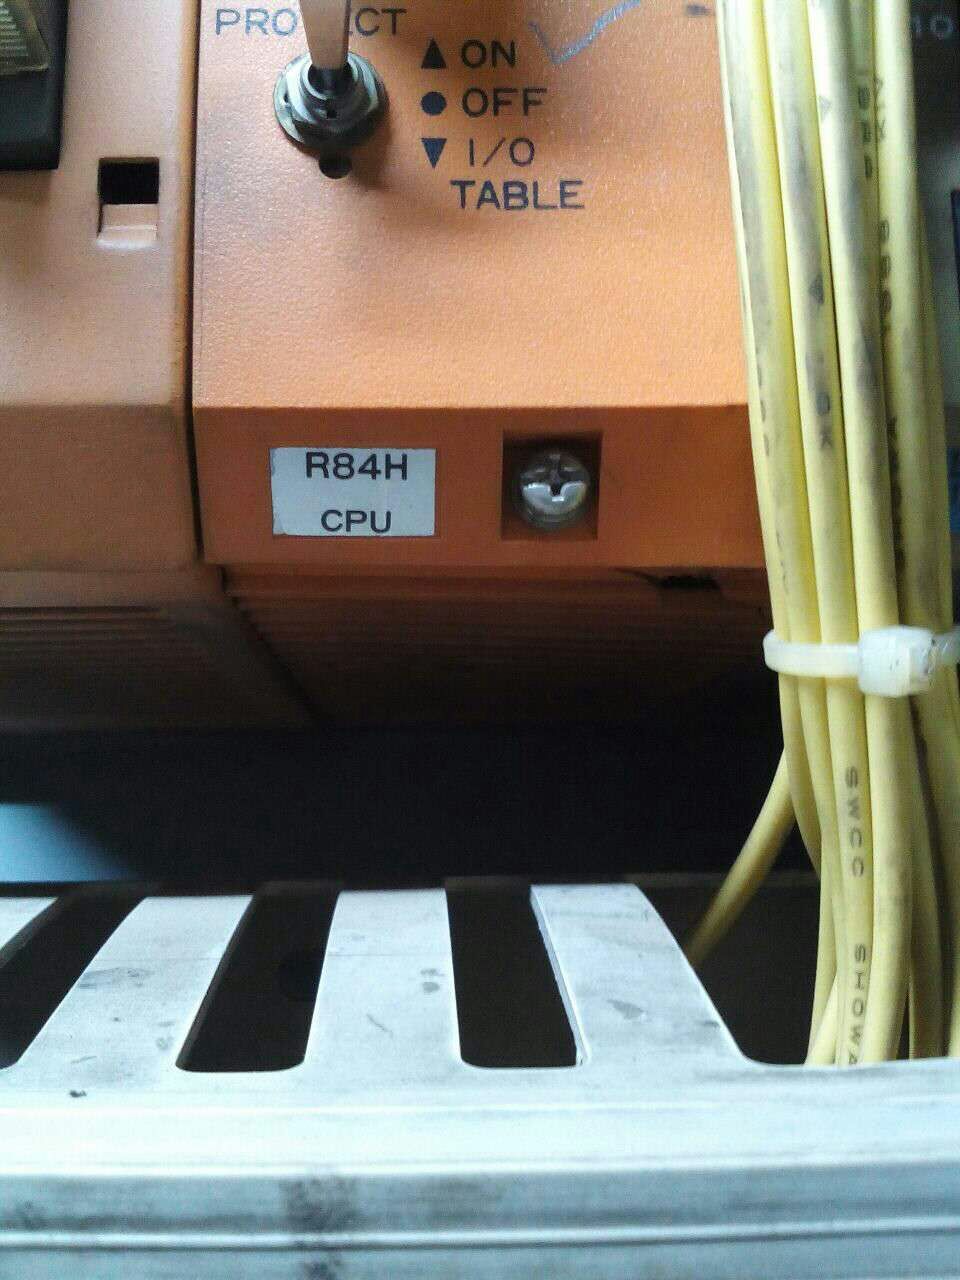 PROTECT
▲ ON
● OFF
▼ I/O
TABLE
R84H
CPU
SWCC
SHOWA